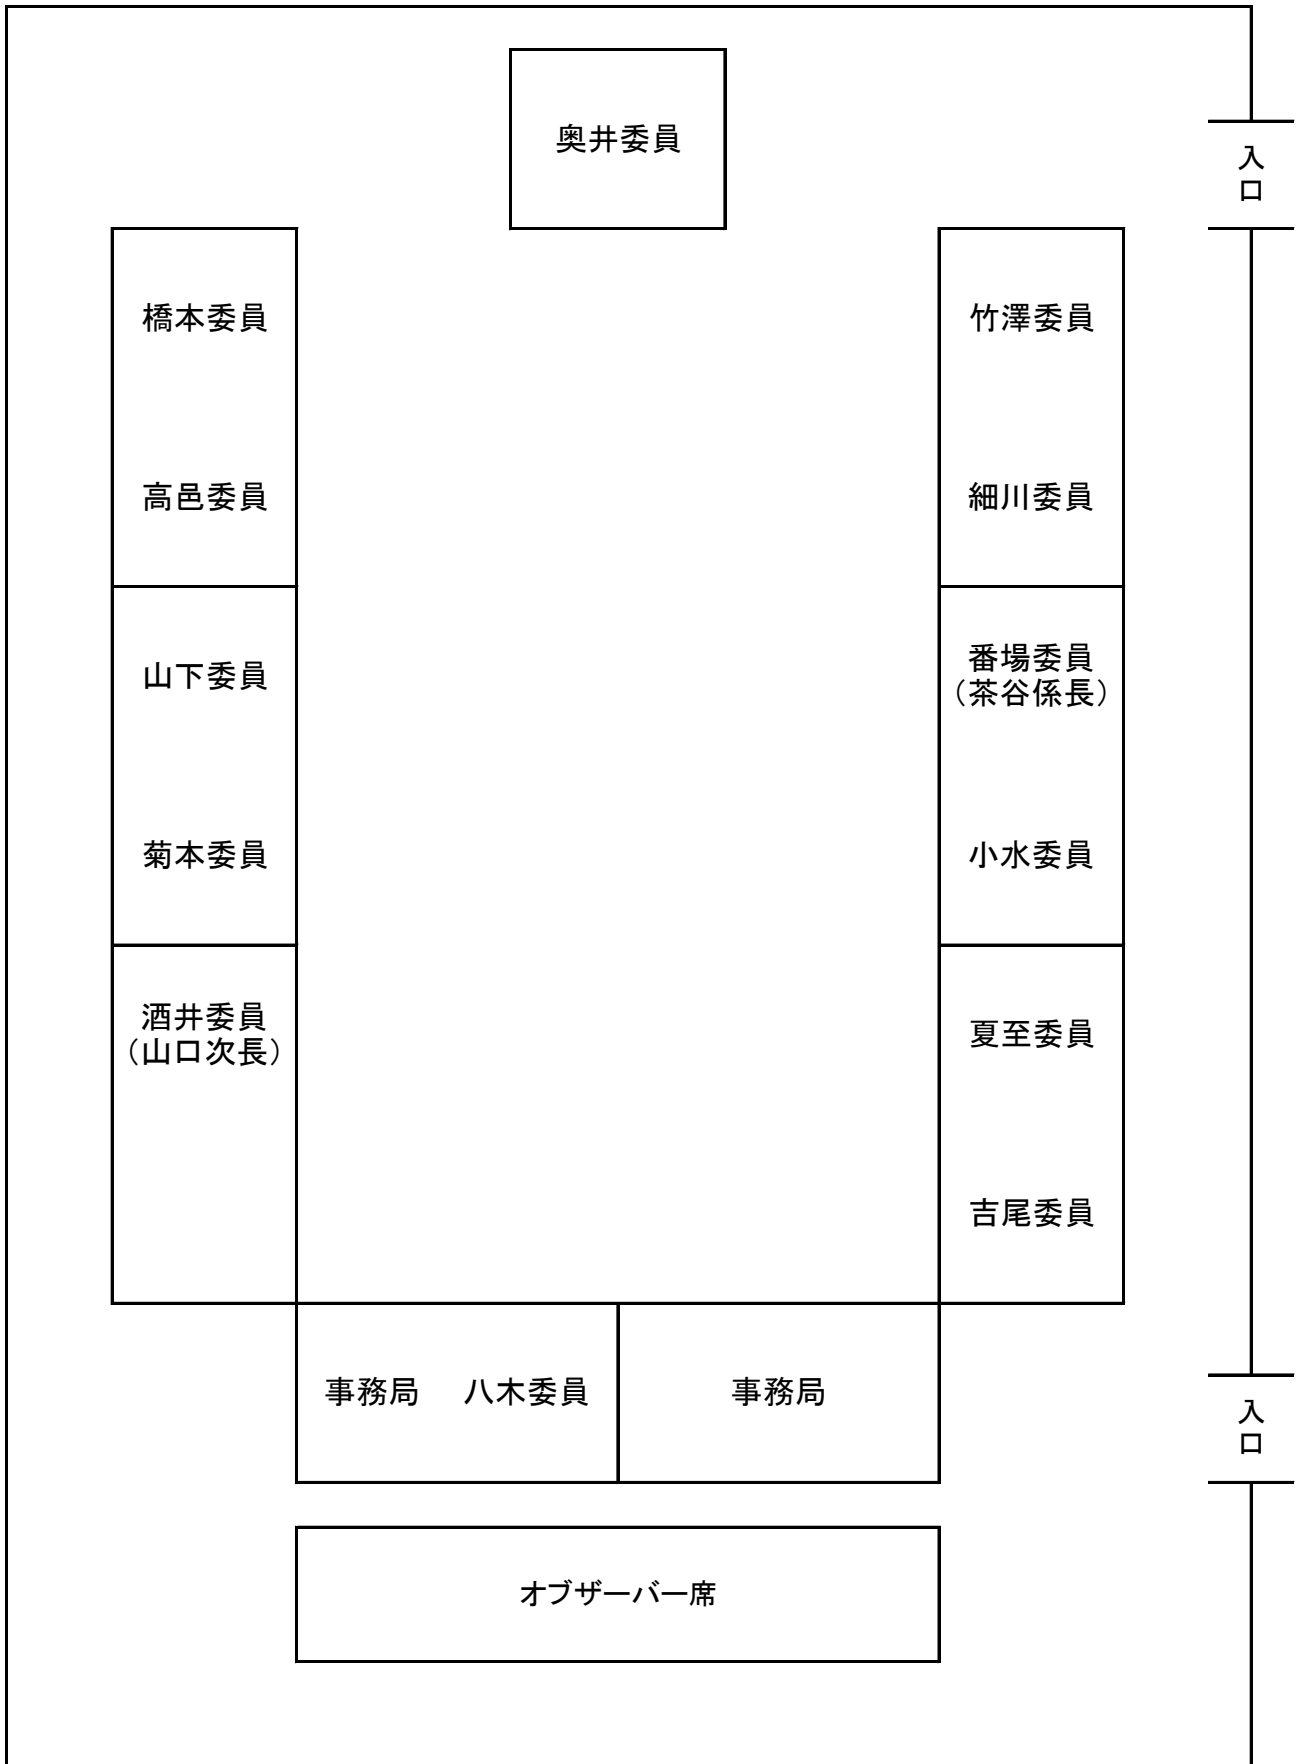 奥井委員
入口
橋本委員
竹澤委員
高邑委員
細川委員
山下委員
番場委員
（茶谷係長）
菊本委員
小水委員
酒井委員
（山口次長）
夏至委員
吉尾委員
事務局　八木委員
事務局
入口
オブザーバー席